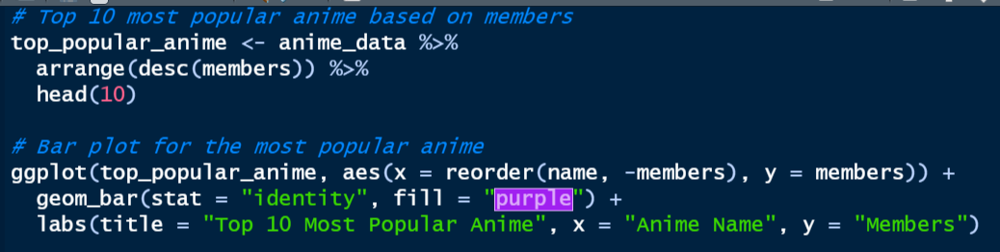 # Top 10 most popular anime based on members
top_popular_anime <- anime_data %>%
  arrange(desc(members)) %>%
  head(10)

# Bar plot for the most popular anime
ggplot(top_popular_anime, aes(x = reorder(name, -members), y = members)) +
  geom_bar(stat = "identity", fill = "purple") +
  labs(title = "Top 10 Most Popular Anime", x = "Anime Name", y = "Members")